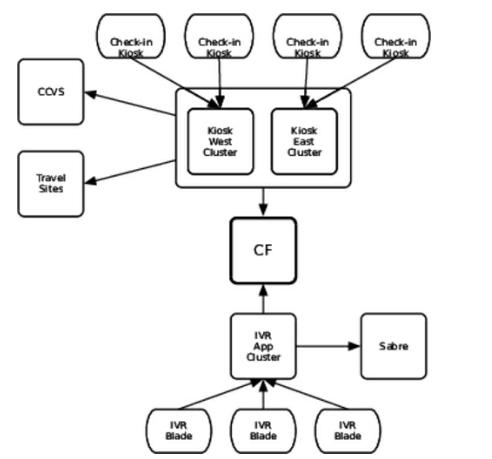 Check-in
Kiosk
Check-in
Kiosk
Check-in
Kiosk
Check-in
Kiosk
CCVS
Kiosk
West
Cluster
Kiosk
East
Cluster
Travel
Sites
CF
IVR
App
Cluster
Sabre
IVR
Blade
IVR
Blade
IVR
Blade